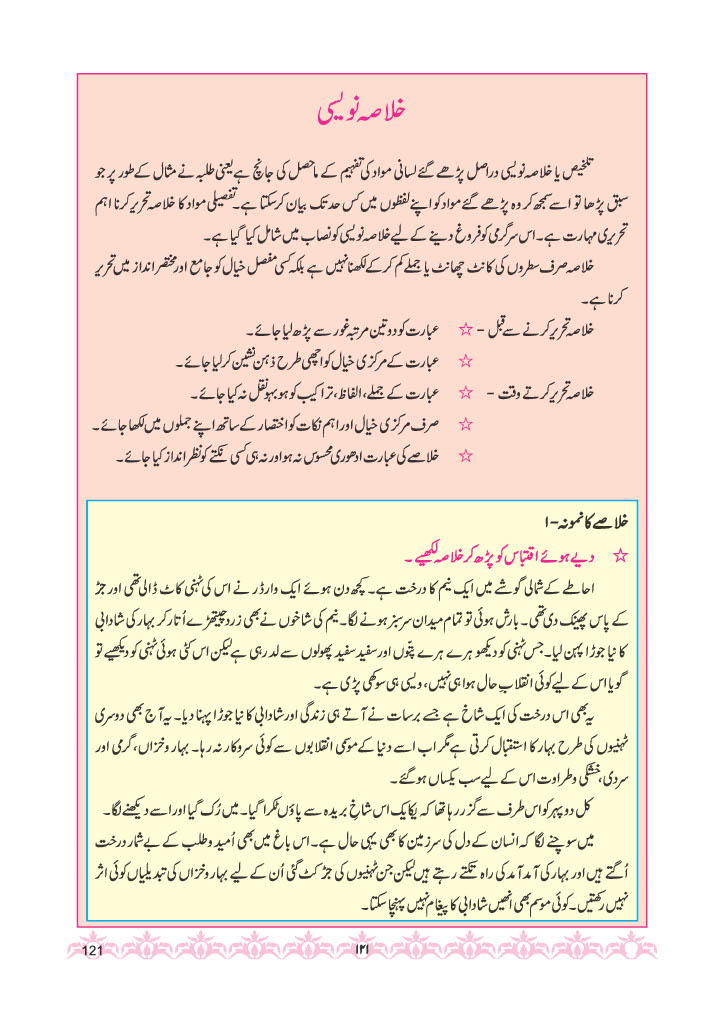 خلاصہ نویسی
تلخیص یا خلاصہ نویسی دراصل پڑھے گئے لسانی مواد کی تفہیم کے ماحصل کی جانچ ہے یعنی طلبہ نے مثال کے طور پر جو
سبق پڑھا تو اسے سمجھ کر وہ پڑھے گئے مواد کو اپنے لفظوں میں کس حد تک بیان کرسکتا ہے۔ تفصیلی مواد کا خلاصہ تحریر کرنا اہم
تحریری مہارت ہے۔ اس سرگرمی کو فروغ دینے کے لیے خلاصہ نویسی کو نصاب میں شامل کیا گیا ہے۔
خلاصہ صرف سطروں کی کانٹ چھانٹ یا جملے کم کرکے لکھنا نہیں ہے بلکہ کسی مفصل خیال کو جامع اور مختصر انداز میں تحریر
کرنا ہے۔
خلاصہ تحریر کرنے سے قبل - ☆ عبارت کو دو تین مرتبہ غور سے پڑھ لیا جائے۔
☆ عبارت کے مرکزی خیال کو اچھی طرح ذہن نشین کرلیا جائے۔
خلاصہ تحریر کرتے وقت - ☆ عبارت کے جملے، الفاظ، تراکیب کو ہو بہو نقل نہ کیا جائے۔
☆ صرف مرکزی خیال اور اہم نکات کو اختصار کے ساتھ اپنے جملوں میں لکھا جائے۔
☆ خلاصے کی عبارت ادھوری محسوس نہ ہو اور نہ ہی کسی نکتے کو نظر انداز کیا جائے۔
خلاصے کا نمونہ - ۱
☆ دیے ہوئے اقتباس کو پڑھ کر خلاصہ لکھیے۔
احاطے کے شمالی گوشے میں ایک نیم کا درخت ہے۔ کچھ دن ہوئے ایک وارڈر نے اس کی ٹہنی کاٹ ڈالی تھی اور جڑ
کے پاس پھینک دی تھی۔ بارش ہوئی تو تمام میدان سرسبز ہونے لگا۔ نیم کی شاخوں نے بھی زرد چیتھڑے اُتار کر بہار کی شادابی
کا نیا جوڑا پہن لیا۔ جس ٹہنی کو دیکھو ہرے ہرے پتّوں اور سفید سفید پھولوں سے لد رہی ہے لیکن اس کٹی ہوئی ٹہنی کو دیکھیے تو
گویا اس کے لیے کوئی انقلابِ حال ہوا ہی نہیں، ویسی ہی سوکھی پڑی ہے۔
یہ بھی اس درخت کی ایک شاخ ہے جسے برسات نے آتے ہی زندگی اور شادابی کا نیا جوڑا پہنا دیا۔ یہ آج بھی دوسری
ٹہنیوں کی طرح بہار کا استقبال کرتی ہے مگر اب اسے دنیا کے موسمی انقلابوں سے کوئی سروکار نہ رہا۔ بہار و خزاں، گرمی اور
سردی، خشکی و طراوت اس کے لیے سب یکساں ہو گئے۔
کل دوپہر کو اس طرف سے گزر رہا تھا کہ یکایک اس شاخِ بریدہ سے پاؤں ٹکرا گیا۔ میں رُک گیا اور اسے دیکھنے لگا۔
میں سوچنے لگا کہ انسان کے دل کی سرزمین کا بھی یہی حال ہے۔ اس باغ میں بھی اُمید و طلب کے بے شمار درخت
اُگتے ہیں اور بہار کی آمد آمد کی راہ تکتے رہتے ہیں لیکن جن ٹہنیوں کی جڑ کٹ گئی اُن کے لیے بہار و خزاں کی تبدیلیاں کوئی اثر
نہیں رکھتیں۔ کوئی موسم بھی انھیں شادابی کا پیغام نہیں پہنچا سکتا۔
121
۱۲۱